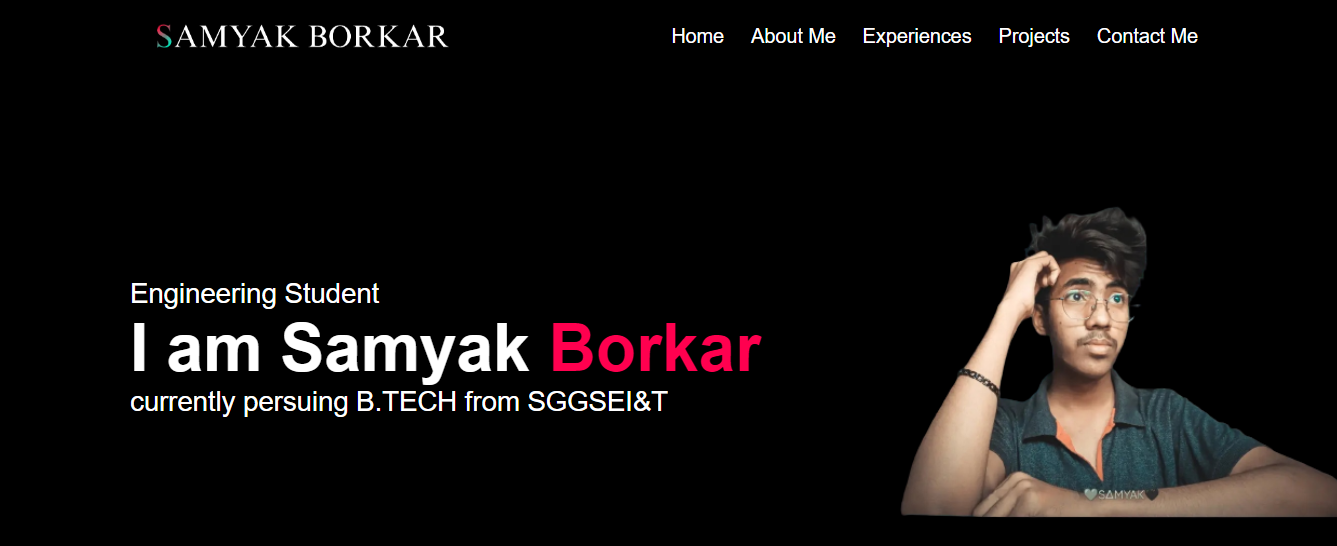 SAMYAK BORKAR
Home About Me Experiences Projects Contact Me
Engineering Student
I am Samyak Borkar
currently persuing B.TECH from SGGSEI&T
SAMYAK